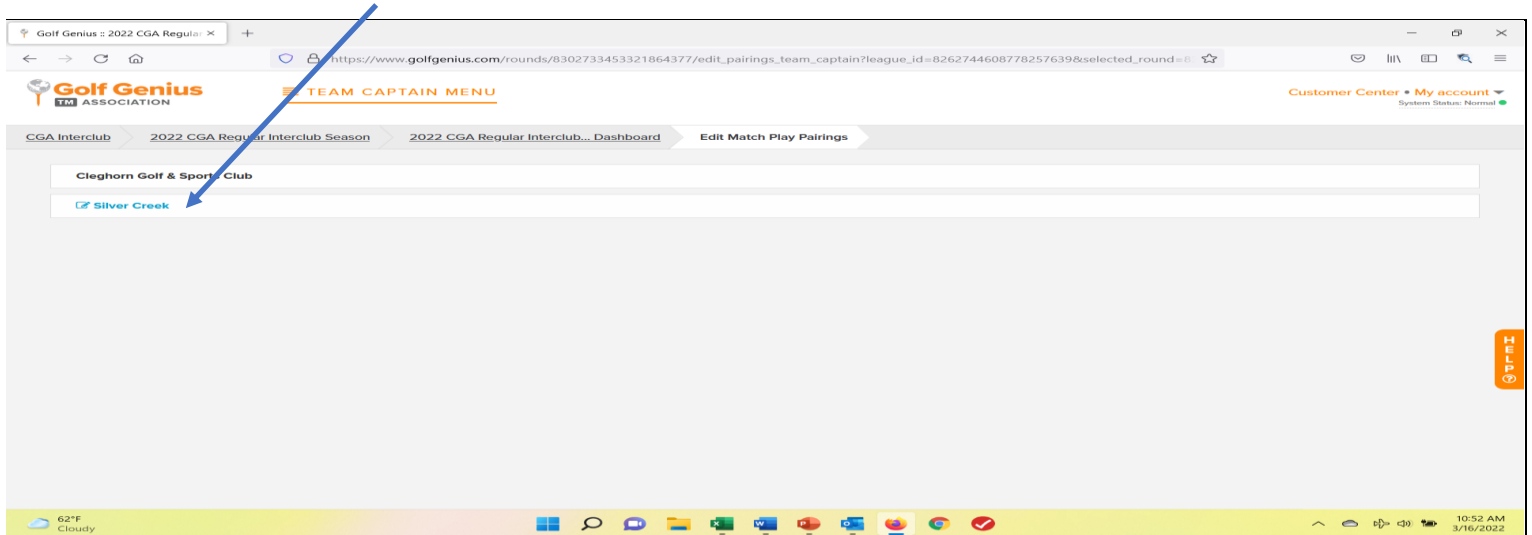 Golf Genius :: 2022 CGA Regular
https://www.golfgenius.com/rounds/8302733453321864377/edit_pairings_team_captain?league_id=8262744608778257639&selected_round=8
Golf Genius
TM ASSOCIATION
TEAM CAPTAIN MENU
Customer Center • My account
System Status: Normal
CGA Interclub
2022 CGA Regular Interclub Season
2022 CGA Regular Interclub... Dashboard
Edit Match Play Pairings
Cleghorn Golf & Sports Club
Silver Creek
HELP
62°F
Cloudy
10:52 AM
3/16/2022